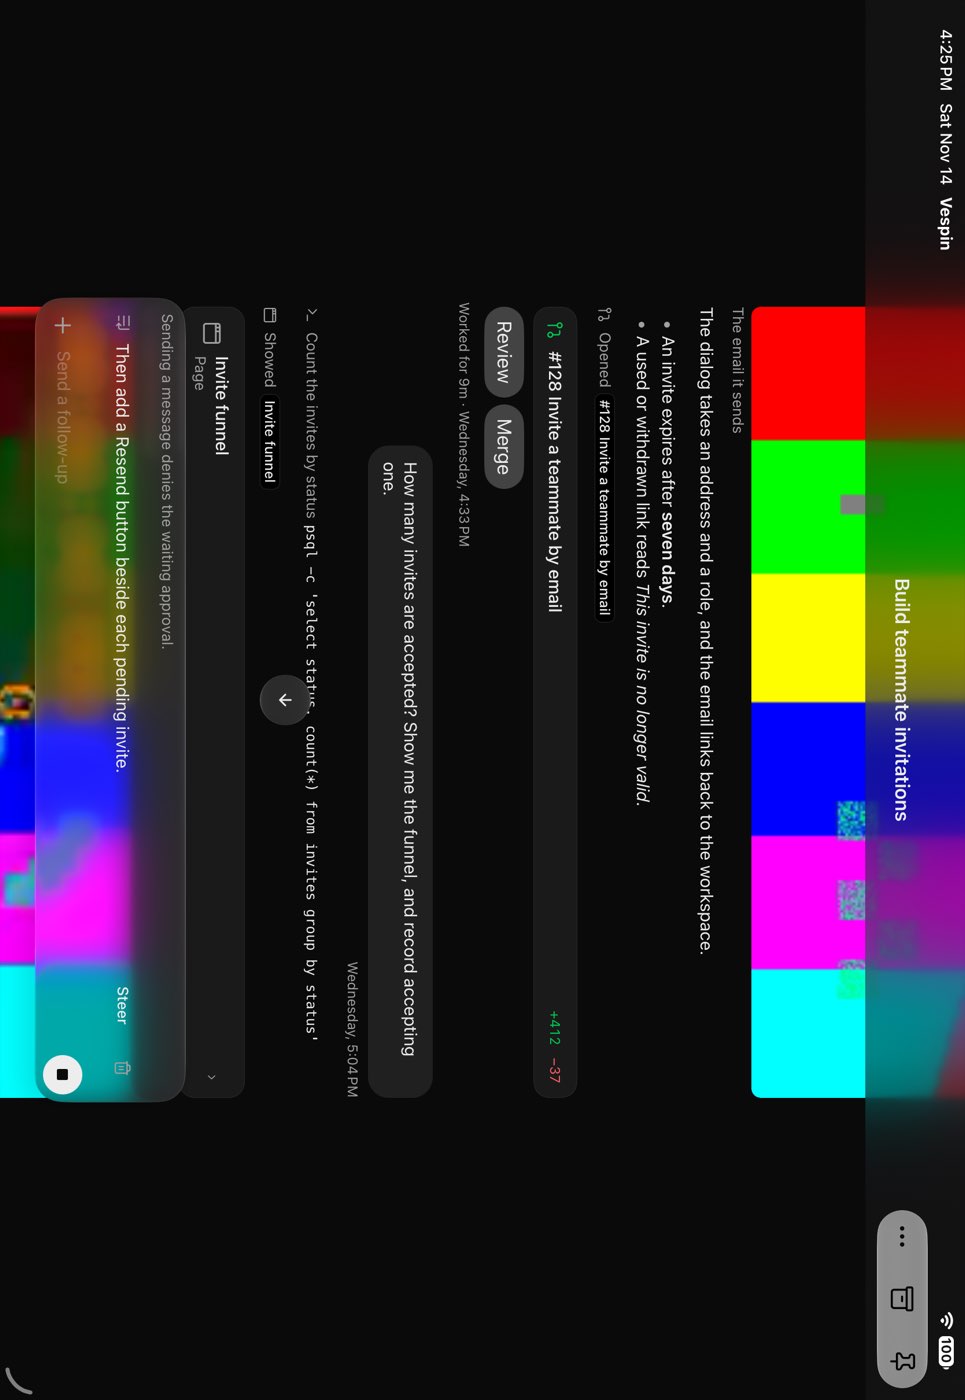 4:25 PM Sat Nov 14 Vespin
100
Build teammate invitations
The email it sends
The dialog takes an address and a role, and the email links back to the workspace.
• An invite expires after seven days.
• A used or withdrawn link reads This invite is no longer valid.
Opened #128 Invite a teammate by email
#128 Invite a teammate by email +412 −37
Review Merge
Worked for 9m · Wednesday, 4:33 PM
How many invites are accepted? Show me the funnel, and record accepting
one.
Wednesday, 5:04 PM
Count the invites by status psql -c 'select status, count(*) from invites group by status'
Showed Invite funnel
Invite funnel
Page
Sending a message denies the waiting approval.
Then add a Resend button beside each pending invite. Steer
Send a follow-up